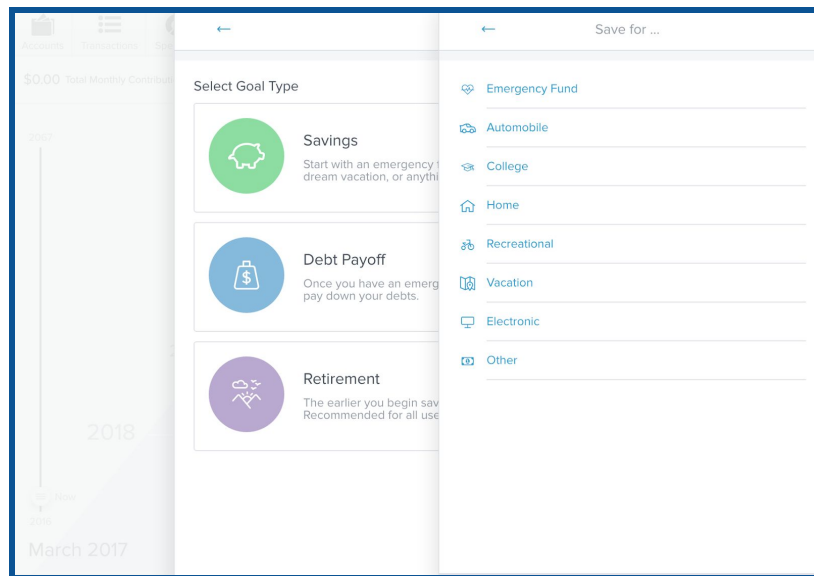 Accounts
Transactions
$0.00 Total Monthly Contribu
Now
2018
March 2017
←
Select Goal Type
Savings
Start with an emergency f
dream vacation, or anythi
Debt Payoff
Once you have an emerg
pay down your debts.
Retirement
The earlier you begin sav
Recommended for all use
← Save for ...
Emergency Fund
Automobile
College
Home
Recreational
Vacation
Electronic
Other